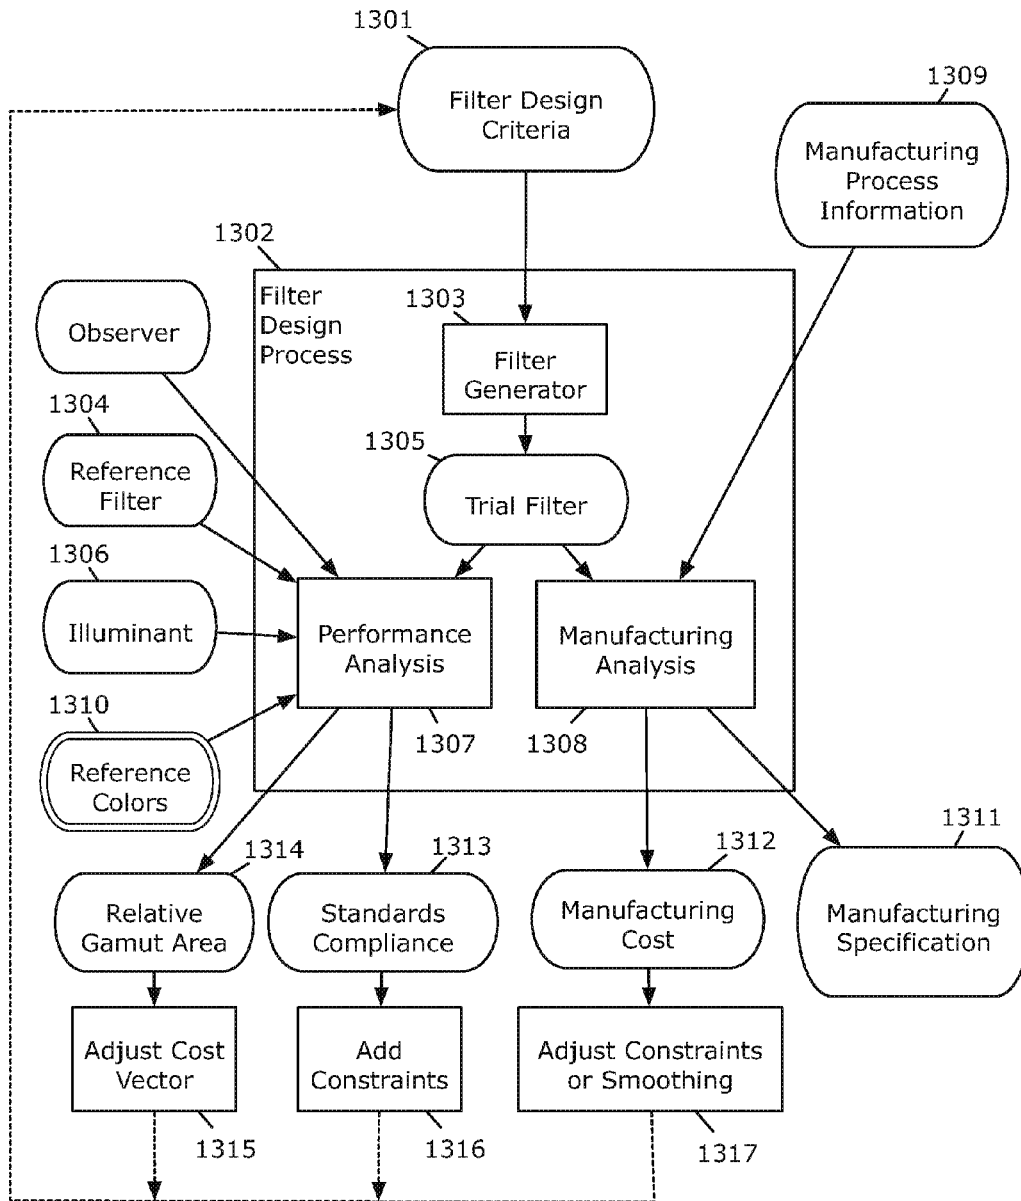 1301
Filter Design
Criteria
1309
Manufacturing
Process
Information
1302
Filter
Design
Process
1303
Filter
Generator
Observer
1304
Reference
Filter
1305
Trial Filter
1306
Illuminant
Performance
Analysis
Manufacturing
Analysis
1310
Reference
Colors
1307
1308
1314
Relative
Gamut Area
1313
Standards
Compliance
1312
Manufacturing
Cost
1311
Manufacturing
Specification
Adjust Cost
Vector
Add
Constraints
Adjust Constraints
or Smoothing
1315
1316
1317